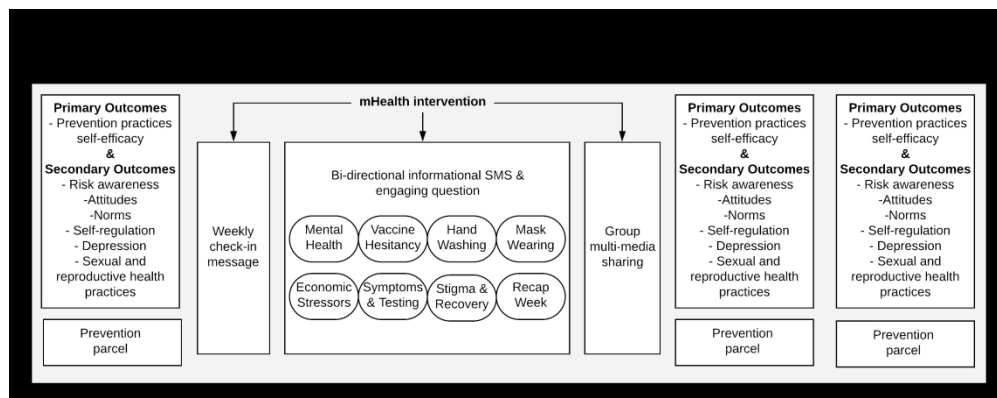 Primary Outcomes
- Prevention practices
self-efficacy
&
Secondary Outcomes
- Risk awareness
-Attitudes
-Norms
- Self-regulation
- Depression
- Sexual and
reproductive health
practices
Prevention
parcel
mHealth intervention
Weekly
check-in
message
Bi-directional informational SMS &
engaging question
Mental
Health
Vaccine
Hesitancy
Hand
Washing
Mask
Wearing
Economic
Stressors
Symptoms
& Testing
Stigma &
Recovery
Recap
Week
Group
multi-media
sharing
Primary Outcomes
- Prevention practices
self-efficacy
&
Secondary Outcomes
- Risk awareness
-Attitudes
-Norms
- Self-regulation
- Depression
- Sexual and
reproductive health
practices
Prevention
parcel
Primary Outcomes
- Prevention practices
self-efficacy
&
Secondary Outcomes
- Risk awareness
-Attitudes
-Norms
- Self-regulation
- Depression
- Sexual and
reproductive health
practices
Prevention
parcel